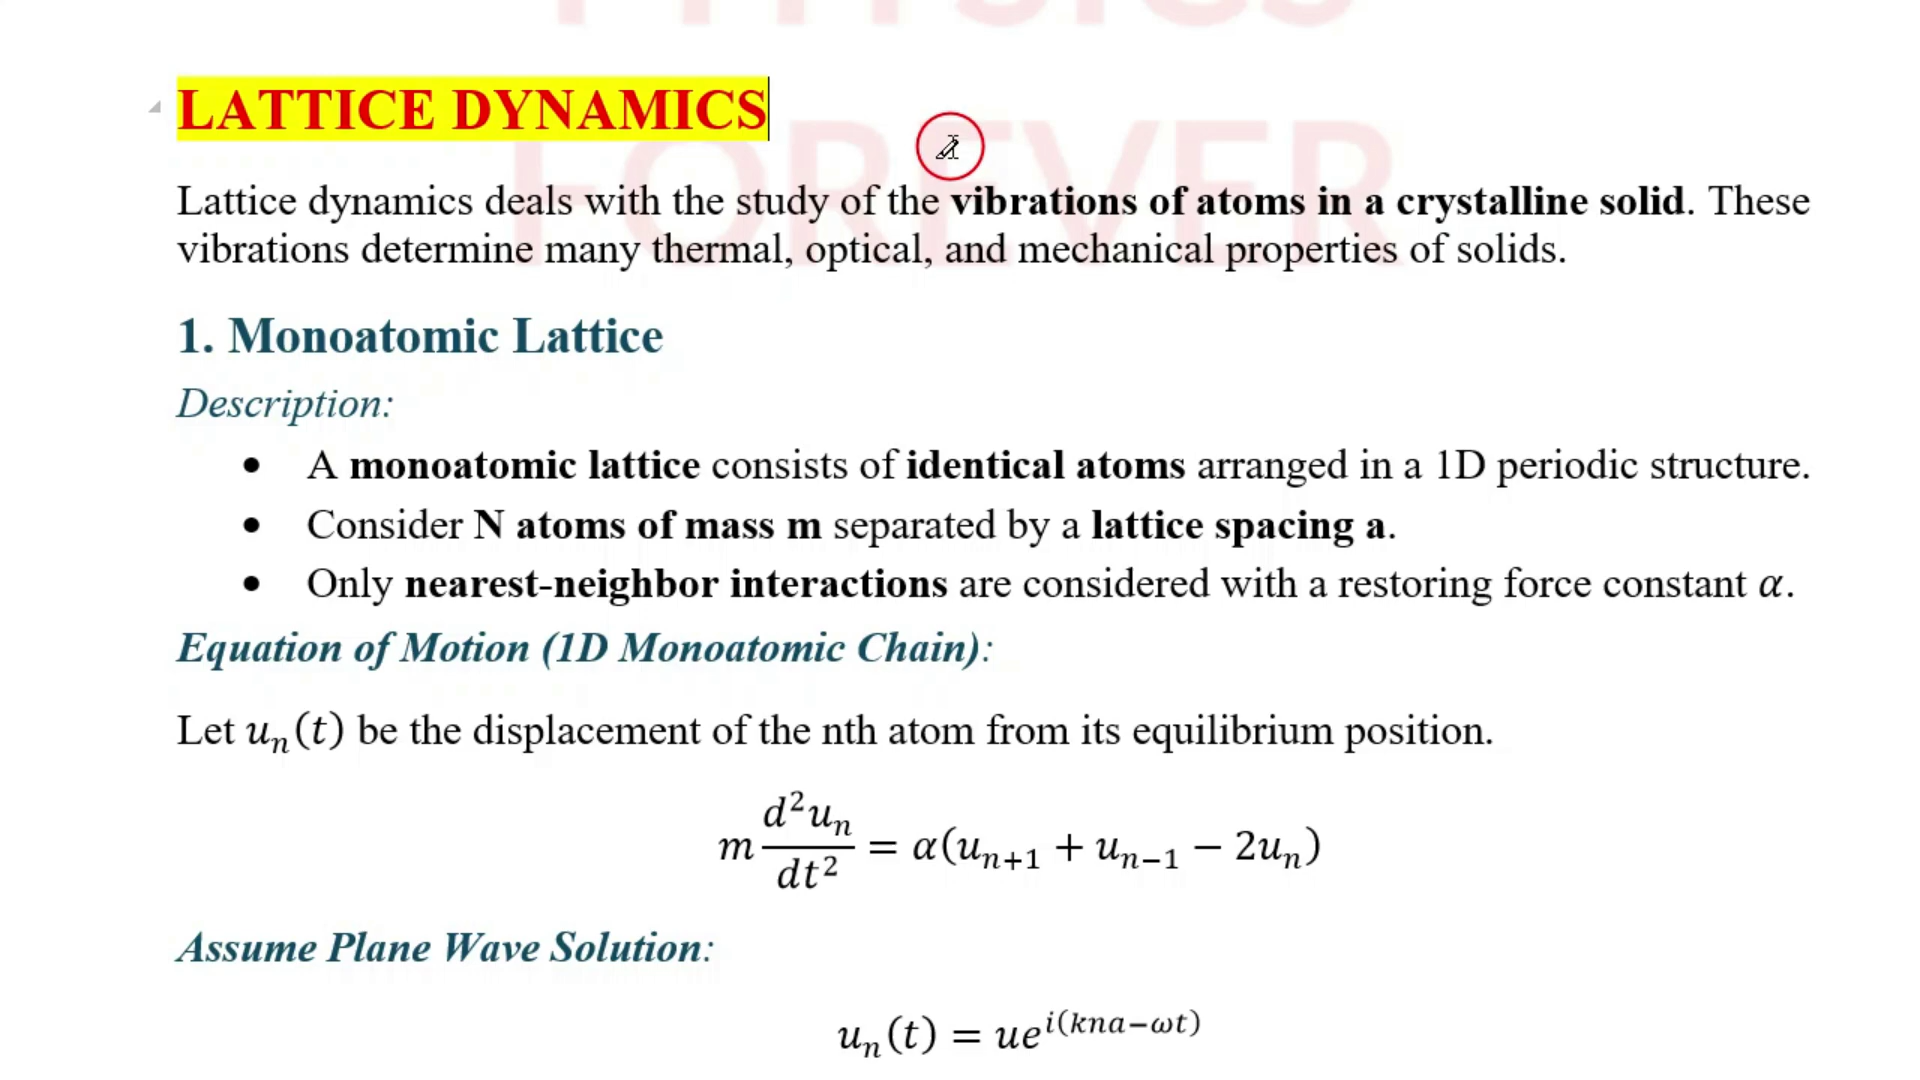 PHYSICS
FOREVER
LATTICE DYNAMICS
Lattice dynamics deals with the study of the vibrations of atoms in a crystalline solid. These
vibrations determine many thermal, optical, and mechanical properties of solids.
1. Monoatomic Lattice
Description:
• A monoatomic lattice consists of identical atoms arranged in a 1D periodic structure.
• Consider N atoms of mass m separated by a lattice spacing a.
• Only nearest-neighbor interactions are considered with a restoring force constant α.
Equation of Motion (1D Monoatomic Chain):
Let uₙ(t) be the displacement of the nth atom from its equilibrium position.
m d²uₙ/dt² = α(uₙ₊₁ + uₙ₋₁ − 2uₙ)
Assume Plane Wave Solution:
uₙ(t) = ue^{i(kna−ωt)}